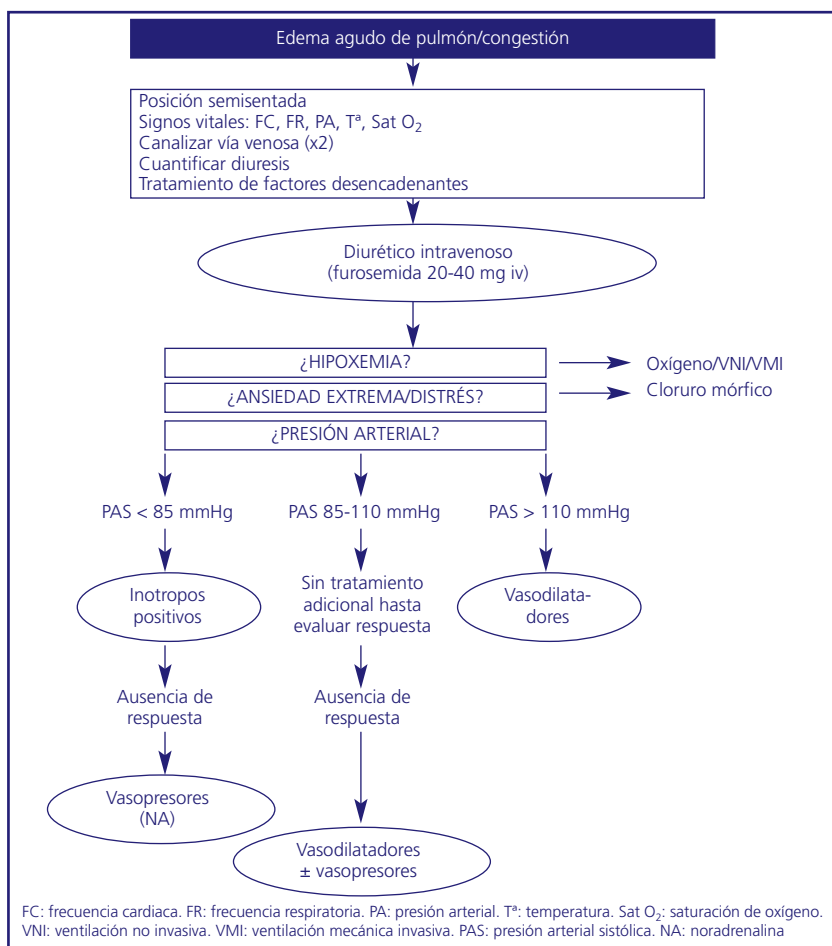 Edema agudo de pulmón/congestión
Posición semisentada
Signos vitales: FC, FR, PA, Tª, Sat O₂
Canalizar vía venosa (x2)
Cuantificar diuresis
Tratamiento de factores desencadenantes
Diurético intravenoso
(furosemida 20-40 mg iv)
¿HIPOXEMIA?
Oxígeno/VNI/VMI
¿ANSIEDAD EXTREMA/DISTRÉS?
Cloruro mórfico
¿PRESIÓN ARTERIAL?
PAS < 85 mmHg
PAS 85-110 mmHg
PAS > 110 mmHg
Inotropos
positivos
Sin tratamiento
adicional hasta
evaluar respuesta
Vasodilata-
dores
Ausencia de
respuesta
Ausencia de
respuesta
Vasopresores
(NA)
Vasodilatadores
± vasopresores
FC: frecuencia cardiaca. FR: frecuencia respiratoria. PA: presión arterial. Tª: temperatura. Sat O₂: saturación de oxígeno.
VNI: ventilación no invasiva. VMI: ventilación mecánica invasiva. PAS: presión arterial sistólica. NA: noradrenalina